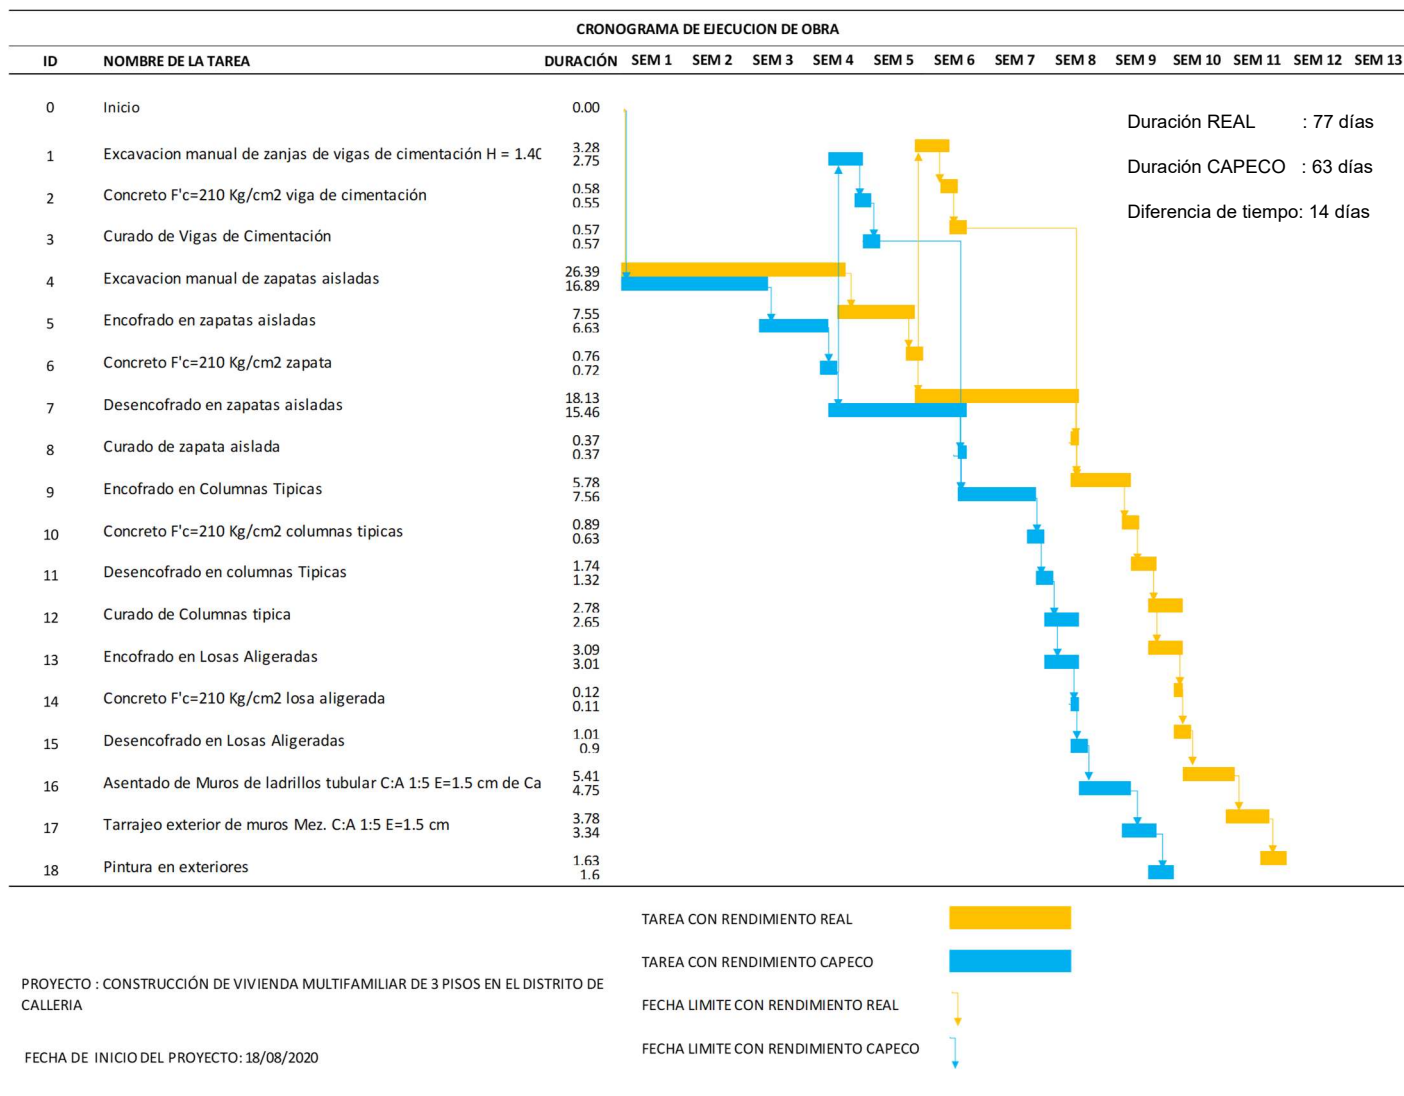 CRONOGRAMA DE EJECUCION DE OBRA
ID NOMBRE DE LA TAREA DURACIÓN SEM 1 SEM 2 SEM 3 SEM 4 SEM 5 SEM 6 SEM 7 SEM 8 SEM 9 SEM 10 SEM 11 SEM 12 SEM 13
0 Inicio 0.00
Duración REAL : 77 días
Duración CAPECO : 63 días
Diferencia de tiempo: 14 días
1 Excavacion manual de zanjas de vigas de cimentación H = 1.40 3.28
2.75
2 Concreto F'c=210 Kg/cm2 viga de cimentación 0.58
0.55
3 Curado de Vigas de Cimentación 0.57
0.57
4 Excavacion manual de zapatas aisladas 26.39
16.89
5 Encofrado en zapatas aisladas 7.55
6.63
6 Concreto F'c=210 Kg/cm2 zapata 0.76
0.72
7 Desencofrado en zapatas aisladas 18.13
15.46
8 Curado de zapata aislada 0.37
0.37
9 Encofrado en Columnas Tipicas 5.78
7.56
10 Concreto F'c=210 Kg/cm2 columnas tipicas 0.89
0.63
11 Desencofrado en columnas Tipicas 1.74
1.32
12 Curado de Columnas tipica 2.78
2.65
13 Encofrado en Losas Aligeradas 3.09
3.01
14 Concreto F'c=210 Kg/cm2 losa aligerada 0.12
0.11
15 Desencofrado en Losas Aligeradas 1.01
0.9
16 Asentado de Muros de ladrillos tubular C:A 1:5 E=1.5 cm de Ca 5.41
4.75
17 Tarrajeo exterior de muros Mez. C:A 1:5 E=1.5 cm 3.78
3.34
18 Pintura en exteriores 1.63
1.6
TAREA CON RENDIMIENTO REAL
TAREA CON RENDIMIENTO CAPECO
FECHA LIMITE CON RENDIMIENTO REAL
FECHA LIMITE CON RENDIMIENTO CAPECO
PROYECTO : CONSTRUCCIÓN DE VIVIENDA MULTIFAMILIAR DE 3 PISOS EN EL DISTRITO DE
CALLERIA
FECHA DE INICIO DEL PROYECTO: 18/08/2020